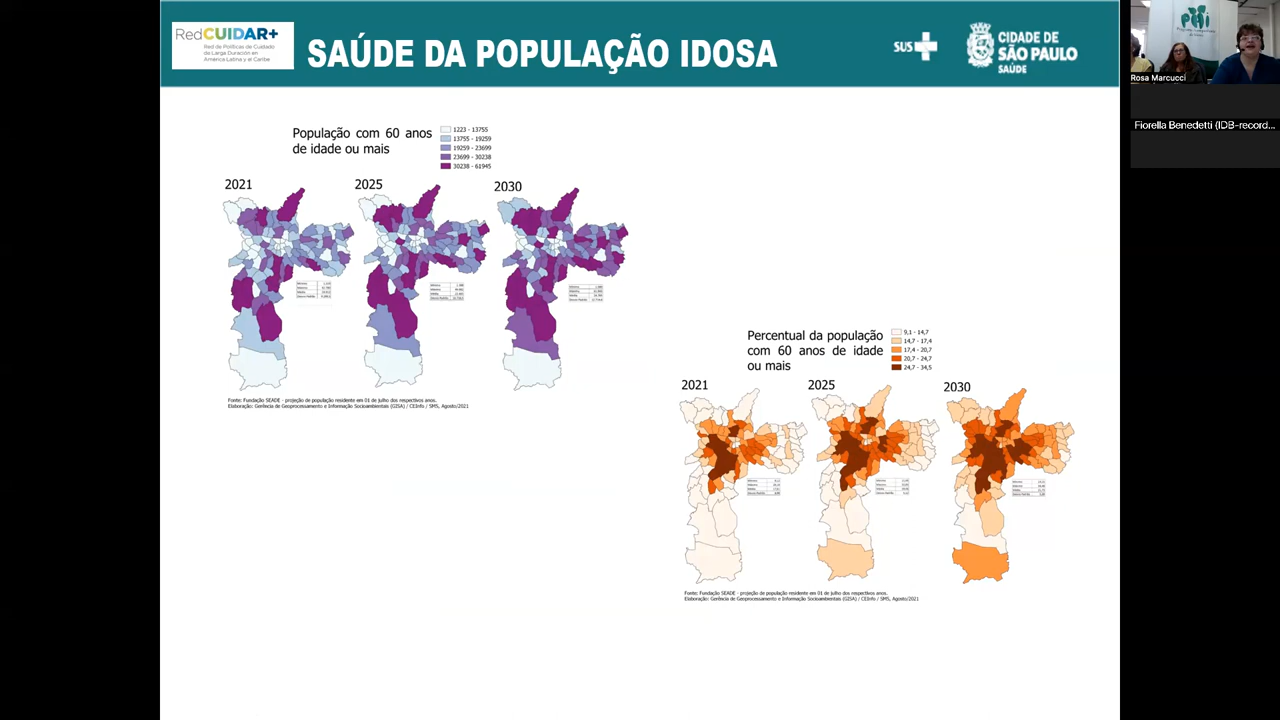 RedCUIDAR+
Red de Políticas de Cuidado
de Larga Duración en
América Latina y el Caribe
SAÚDE DA POPULAÇÃO IDOSA
SUS
CIDADE DE
SÃO PAULO
SAÚDE
Rosa Marcucci
Fiorella Benedetti (IDB-record...
População com 60 anos
de idade ou mais
1223 - 13755
13755 - 19259
19259 - 23699
23699 - 30238
30238 - 61945
2021
2025
2030
Fonte: Fundação SEADE - projeção de população residente em 01 de julho dos respectivos anos.
Elaboração: Gerência de Geoprocessamento e Informação Socioambientais (GISA) / CEInfo / SMS, Agosto/2021
Percentual da população
com 60 anos de idade
ou mais
9,1 - 14,7
14,7 - 17,4
17,4 - 20,7
20,7 - 24,7
24,7 - 34,5
2021
2025
2030
Fonte: Fundação SEADE - projeção de população residente em 01 de julho dos respectivos anos.
Elaboração: Gerência de Geoprocessamento e Informação Socioambientais (GISA) / CEInfo / SMS, Agosto/2021